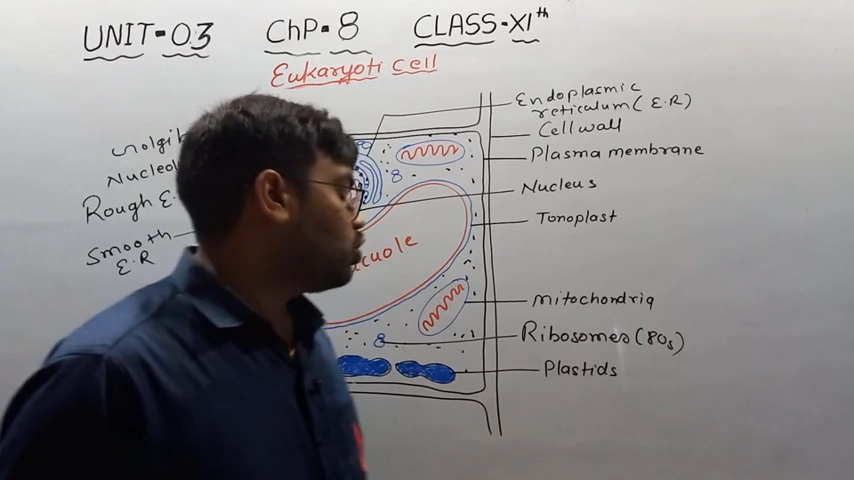 UNIT-03 ChP-8 CLASS-XIth
Eukaryoti cell
Endoplasmic
reticulum (E.R)
Cell wall
Plasma membrane
Nucleus
Tonoplast
mitochondria
Ribosomes (80s)
Plastids
Rough E.
Smooth
E.R